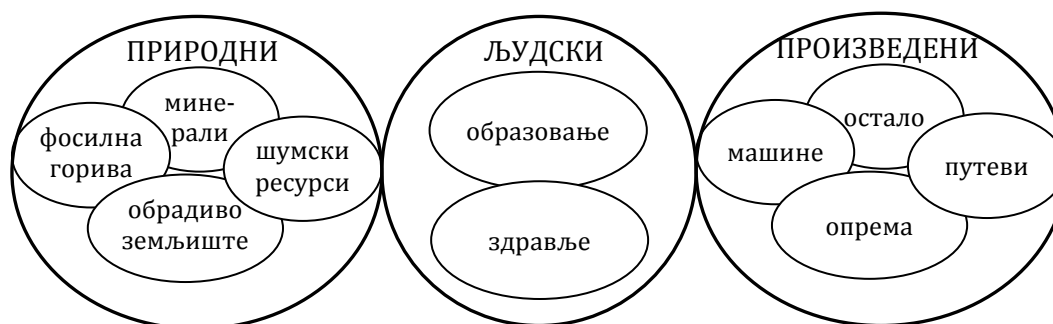 ПРИРОДНИ
мине-
рали
фосилна
горива
шумски
ресурси
обрадиво
земљиште
ЉУДСКИ
образовање
здравље
ПРОИЗВЕДЕНИ
остало
машине
путеви
опрема